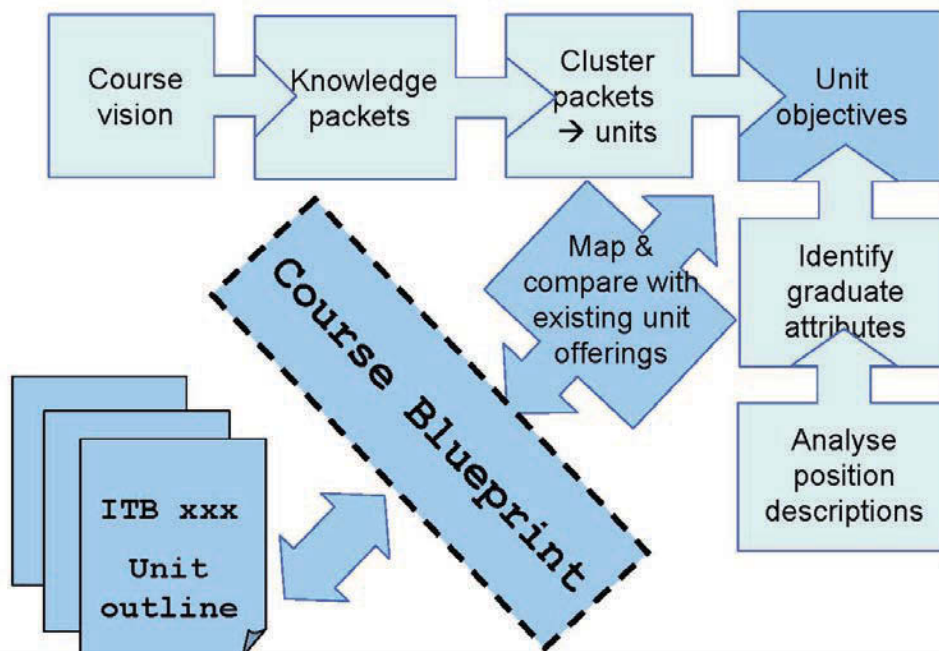 Course
vision
Knowledge
packets
Cluster
packets
→ units
Unit
objectives
Map &
compare with
existing unit
offerings
Identify
graduate
attributes
Analyse
position
descriptions
Course Blueprint
ITB xxx
Unit
outline